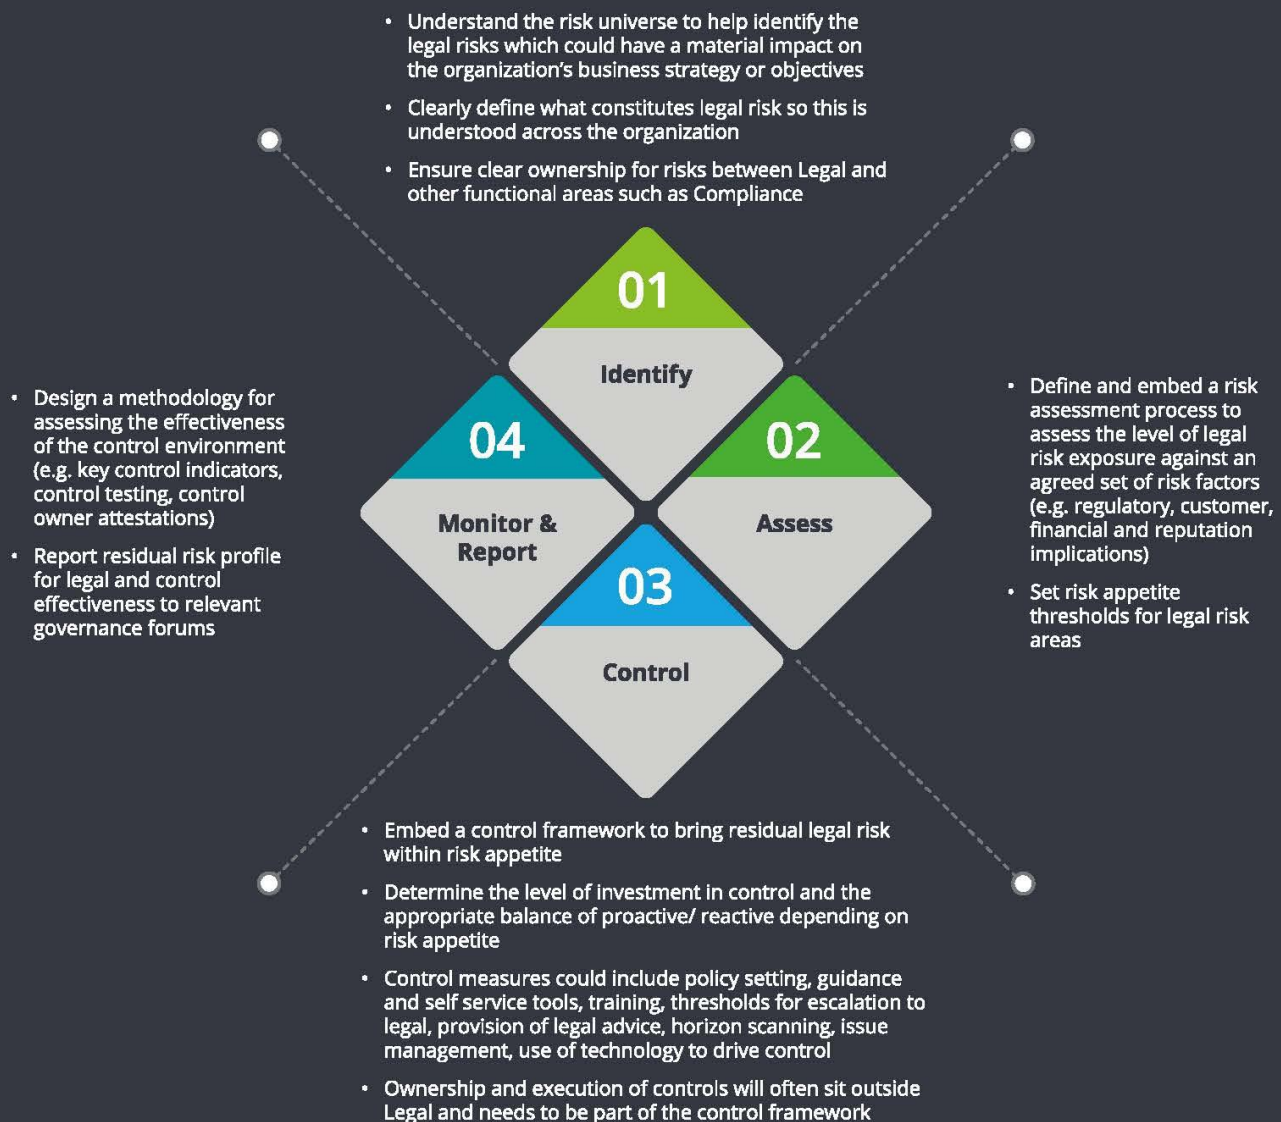 • Understand the risk universe to help identify the
legal risks which could have a material impact on
the organization's business strategy or objectives
• Clearly define what constitutes legal risk so this is
understood across the organization
• Ensure clear ownership for risks between Legal and
other functional areas such as Compliance
01
Identify
02
Assess
• Define and embed a risk
assessment process to
assess the level of legal
risk exposure against an
agreed set of risk factors
(e.g. regulatory, customer,
financial and reputation
implications)
• Set risk appetite
thresholds for legal risk
areas
03
Control
• Embed a control framework to bring residual legal risk
within risk appetite
• Determine the level of investment in control and the
appropriate balance of proactive/ reactive depending on
risk appetite
• Control measures could include policy setting, guidance
and self service tools, training, thresholds for escalation to
legal, provision of legal advice, horizon scanning, issue
management, use of technology to drive control
• Ownership and execution of controls will often sit outside
Legal and needs to be part of the control framework
04
Monitor &
Report
• Design a methodology for
assessing the effectiveness
of the control environment
(e.g. key control indicators,
control testing, control
owner attestations)
• Report residual risk profile
for legal and control
effectiveness to relevant
governance forums